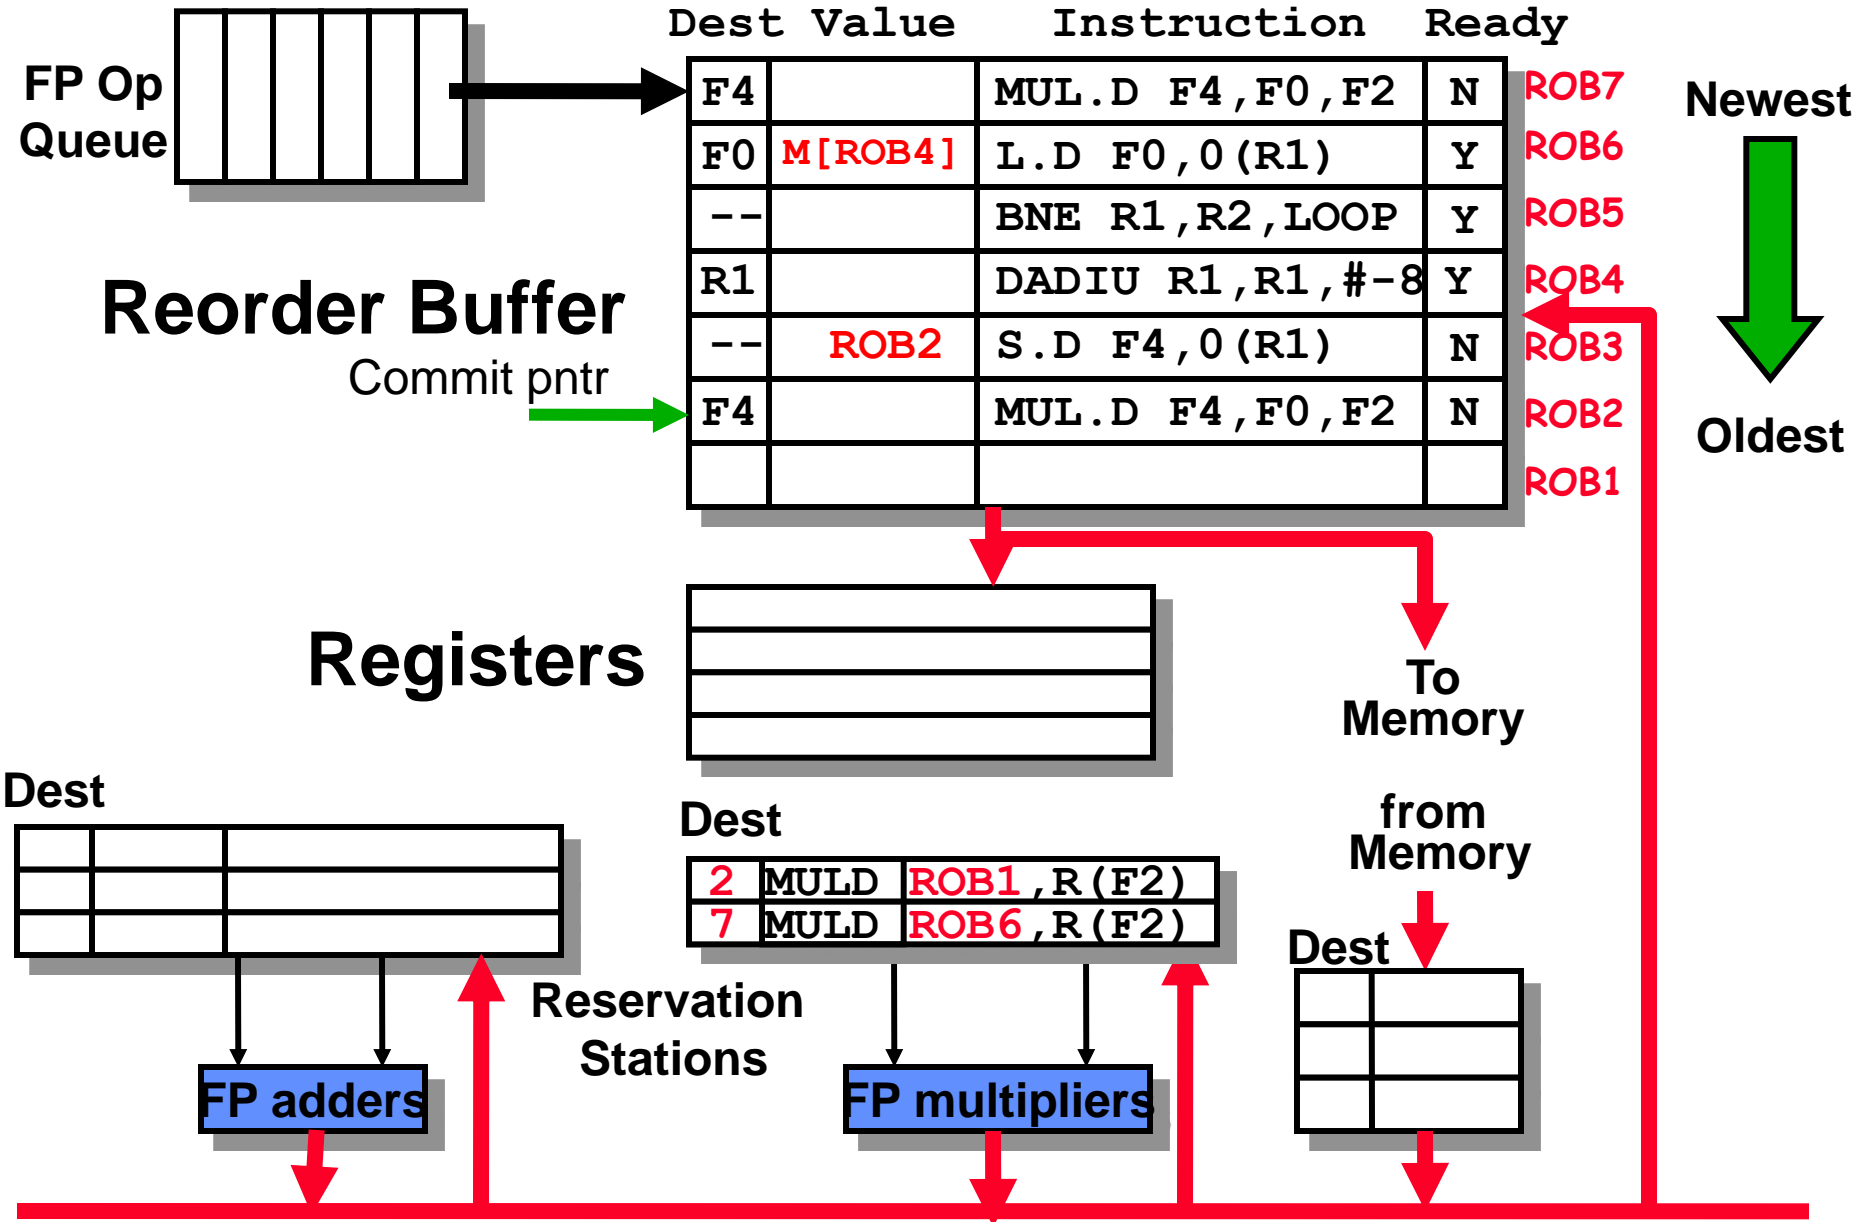 Dest Value Instruction Ready
FP Op
Queue
F4 MUL.D F4,F0,F2 N ROB7
F0 M[ROB4] L.D F0,0(R1) Y ROB6
-- BNE R1,R2,LOOP Y ROB5
R1 DADIU R1,R1,#-8 Y ROB4
-- ROB2 S.D F4,0(R1) N ROB3
F4 MUL.D F4,F0,F2 N ROB2
ROB1
Newest
Oldest
Reorder Buffer
Commit pntr
Registers
To
Memory
Dest
Dest
2 MULD ROB1,R(F2)
7 MULD ROB6,R(F2)
from
Memory
Dest
Reservation
Stations
FP adders
FP multipliers